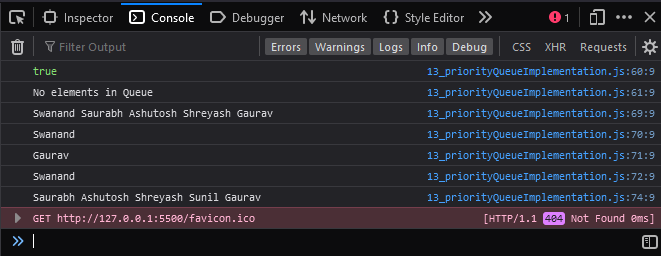 Inspector Console Debugger Network Style Editor 1
Filter Output Errors Warnings Logs Info Debug CSS XHR Requests
true 13_priorityQueueImplementation.js:60:9
No elements in Queue 13_priorityQueueImplementation.js:61:9
Swanand Saurabh Ashutosh Shreyash Gaurav 13_priorityQueueImplementation.js:69:9
Swanand 13_priorityQueueImplementation.js:70:9
Gaurav 13_priorityQueueImplementation.js:71:9
Swanand 13_priorityQueueImplementation.js:72:9
Saurabh Ashutosh Shreyash Sunil Gaurav 13_priorityQueueImplementation.js:74:9
GET http://127.0.0.1:5500/favicon.ico [HTTP/1.1 404 Not Found 0ms]